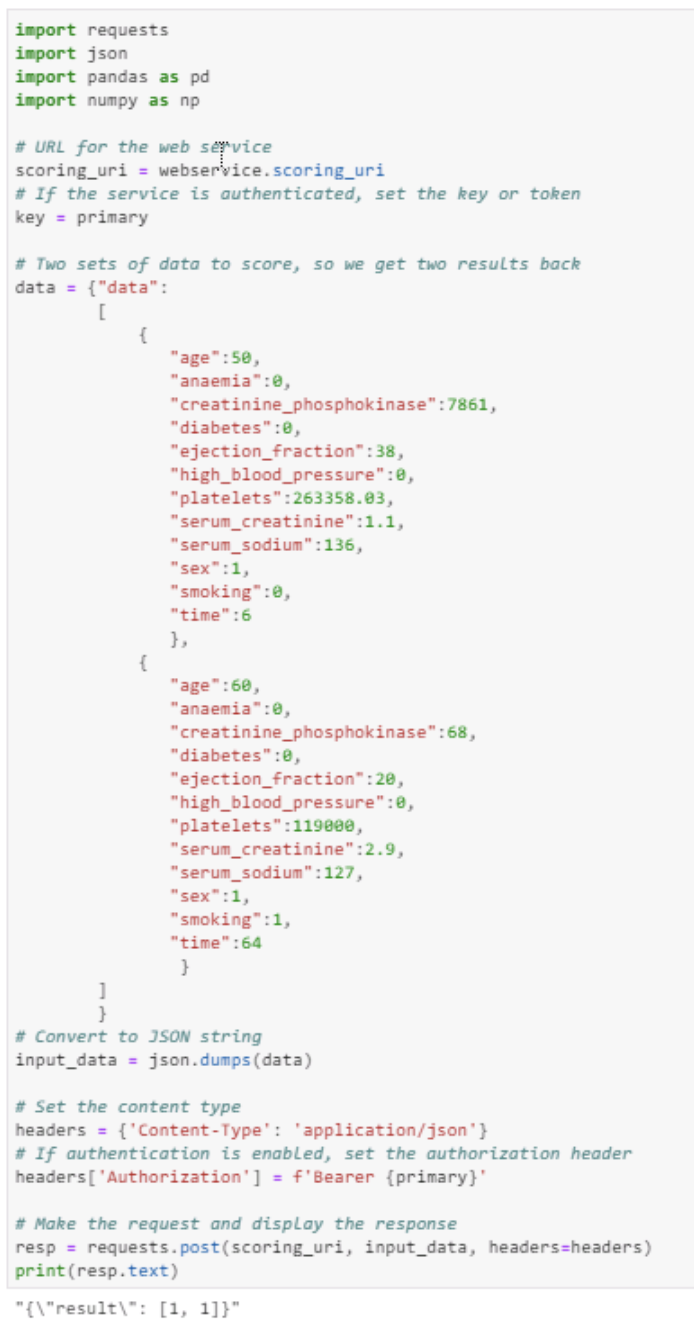 import requests
import json
import pandas as pd
import numpy as np
# URL for the web service
scoring_uri = webservice.scoring_uri
# If the service is authenticated, set the key or token
key = primary
# Two sets of data to score, so we get two results back
data = {"data":
[
{
"age":50,
"anaemia":0,
"creatinine_phosphokinase":7861,
"diabetes":0,
"ejection_fraction":38,
"high_blood_pressure":0,
"platelets":263358.03,
"serum_creatinine":1.1,
"serum_sodium":136,
"sex":1,
"smoking":0,
"time":6
},
{
"age":60,
"anaemia":0,
"creatinine_phosphokinase":68,
"diabetes":0,
"ejection_fraction":20,
"high_blood_pressure":0,
"platelets":119000,
"serum_creatinine":2.9,
"serum_sodium":127,
"sex":1,
"smoking":1,
"time":64
}
]
}
# Convert to JSON string
input_data = json.dumps(data)
# Set the content type
headers = {'Content-Type': 'application/json'}
# If authentication is enabled, set the authorization header
headers['Authorization'] = f'Bearer {primary}'
# Make the request and display the response
resp = requests.post(scoring_uri, input_data, headers=headers)
print(resp.text)
"{\"result\": [1, 1]}"